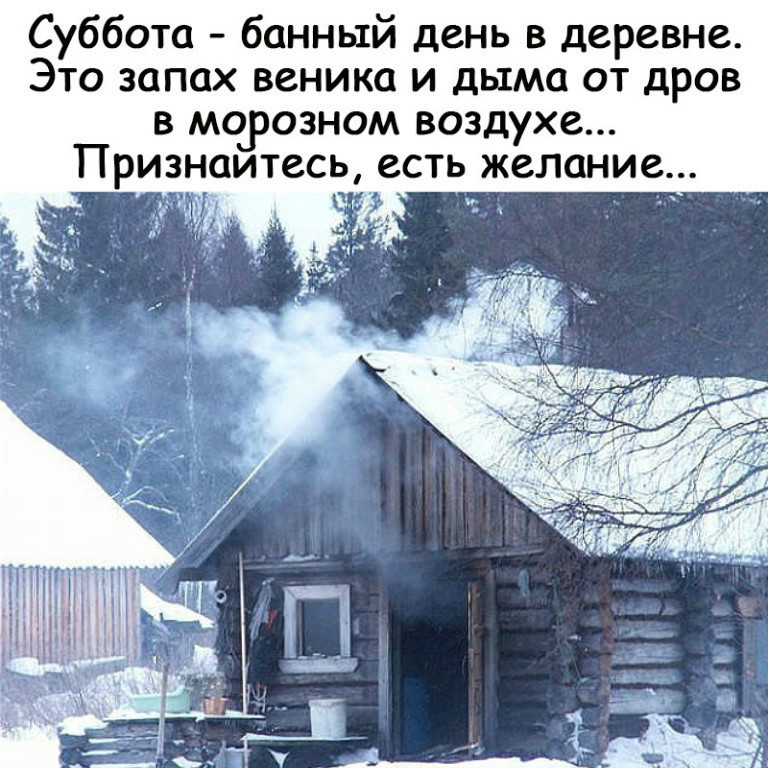 Суббота - банный день в деревне.
Это запах веника и дыма от дров
в морозном воздухе...
Признайтесь, есть желание...